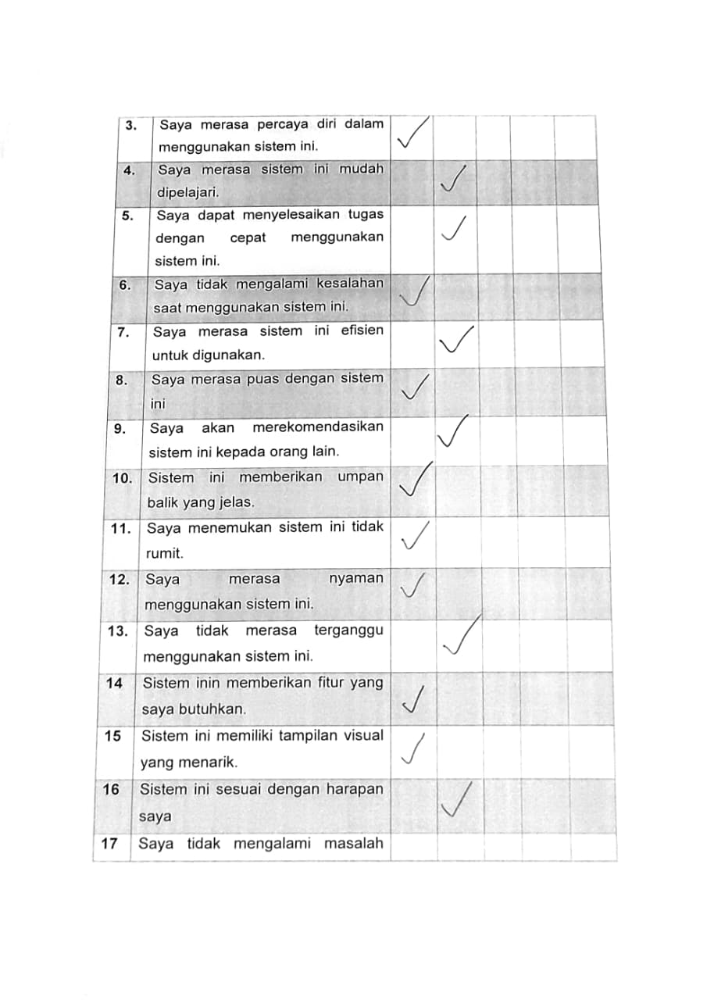 3. Saya merasa percaya diri dalam
menggunakan sistem ini. ✓
4. Saya merasa sistem ini mudah
dipelajari. ✓
5. Saya dapat menyelesaikan tugas
dengan cepat menggunakan
sistem ini. ✓
6. Saya tidak mengalami kesalahan
saat menggunakan sistem ini. ✓
7. Saya merasa sistem ini efisien
untuk digunakan. ✓
8. Saya merasa puas dengan sistem
ini ✓
9. Saya akan merekomendasikan
sistem ini kepada orang lain. ✓
10. Sistem ini memberikan umpan
balik yang jelas. ✓
11. Saya menemukan sistem ini tidak
rumit. ✓
12. Saya merasa nyaman
menggunakan sistem ini. ✓
13. Saya tidak merasa terganggu
menggunakan sistem ini. ✓
14 Sistem inin memberikan fitur yang
saya butuhkan. ✓
15 Sistem ini memiliki tampilan visual
yang menarik. ✓
16 Sistem ini sesuai dengan harapan
saya ✓
17 Saya tidak mengalami masalah